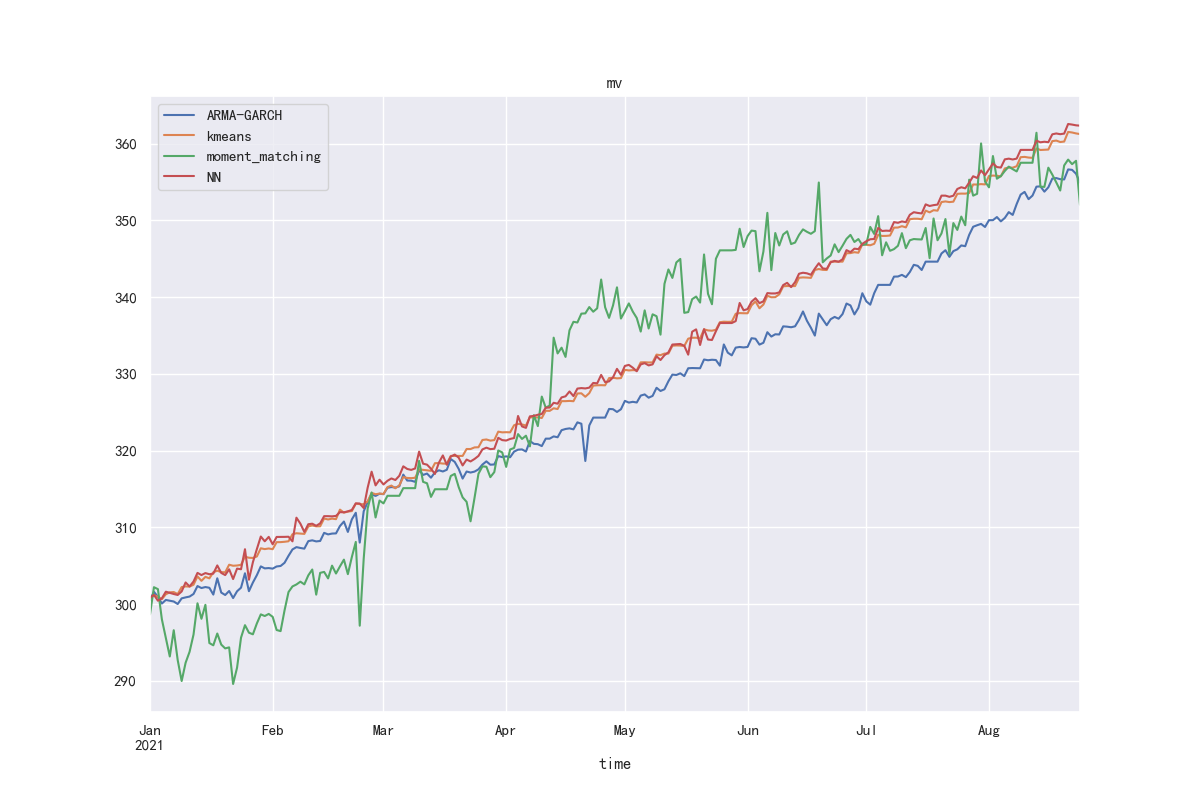 mv
ARMA-GARCH
kmeans
moment_matching
NN
360
350
340
330
320
310
300
290
Jan Feb Mar Apr May Jun Jul Aug
2021
time